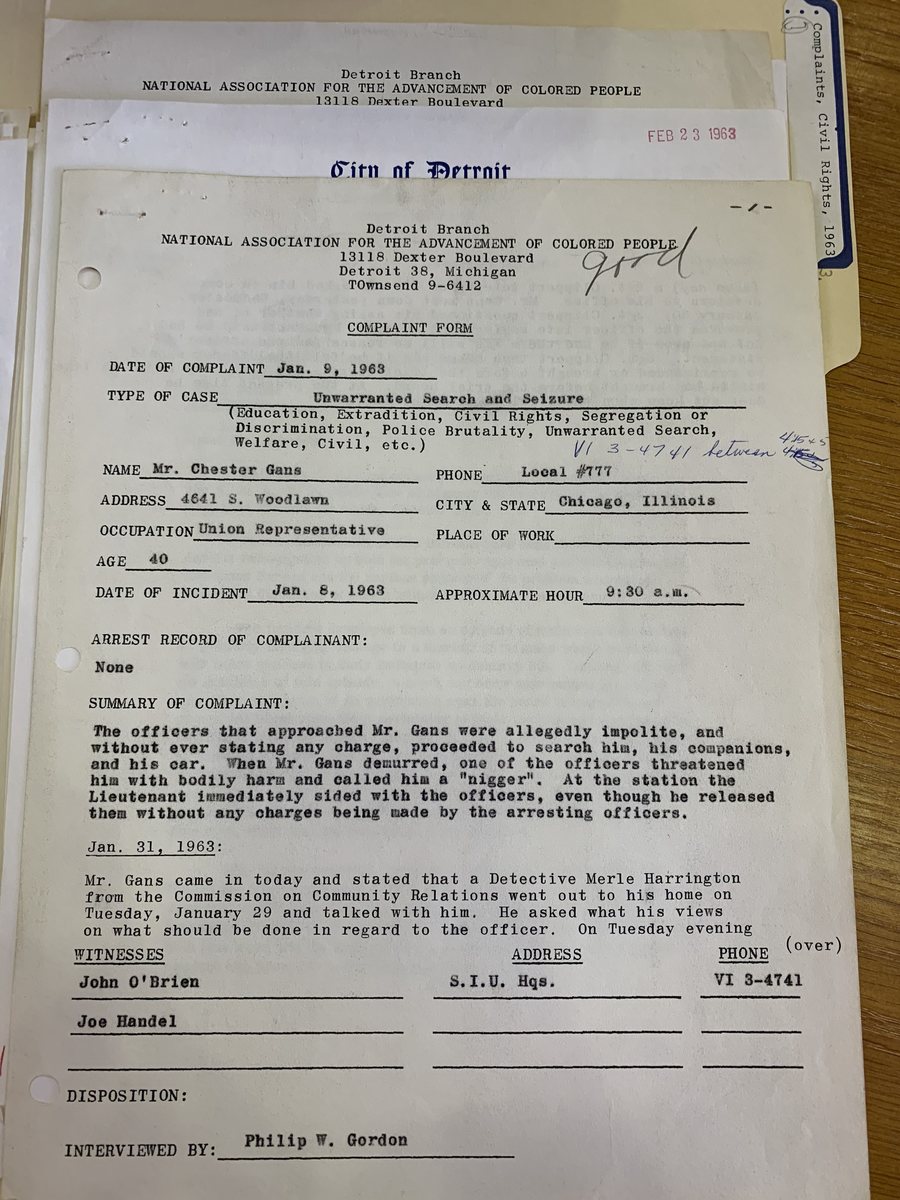 Complaints, Civil Rights, 1963
Detroit Branch
NATIONAL ASSOCIATION FOR THE ADVANCEMENT OF COLORED PEOPLE
13118 Dexter Boulevard
FEB 23 1963
City of Detroit
-1-
Detroit Branch
NATIONAL ASSOCIATION FOR THE ADVANCEMENT OF COLORED PEOPLE
13118 Dexter Boulevard
good
Detroit 38, Michigan
TOwnsend 9-6412
COMPLAINT FORM
DATE OF COMPLAINT Jan. 9, 1963
TYPE OF CASE Unwarranted Search and Seizure
(Education, Extradition, Civil Rights, Segregation or
Discrimination, Police Brutality, Unwarranted Search,
Welfare, Civil, etc.)
VI 3-4741 between
NAME Mr. Chester Gans PHONE Local #777
ADDRESS 4641 S. Woodlawn CITY & STATE Chicago, Illinois
OCCUPATION Union Representative PLACE OF WORK
AGE 40
DATE OF INCIDENT Jan. 8, 1963 APPROXIMATE HOUR 9:30 a.m.
ARREST RECORD OF COMPLAINANT:
None
SUMMARY OF COMPLAINT:
The officers that approached Mr. Gans were allegedly impolite, and
without ever stating any charge, proceeded to search him, his companions,
and his car. When Mr. Gans demurred, one of the officers threatened
him with bodily harm and called him a "nigger". At the station the
Lieutenant immediately sided with the officers, even though he released
them without any charges being made by the arresting officers.
Jan. 31, 1963:
Mr. Gans came in today and stated that a Detective Merle Harrington
from the Commission on Community Relations went out to his home on
Tuesday, January 29 and talked with him. He asked what his views
on what should be done in regard to the officer. On Tuesday evening
(over)
WITNESSES ADDRESS PHONE
John O'Brien S.I.U. Hqs. VI 3-4741
Joe Handel
DISPOSITION:
INTERVIEWED BY: Philip W. Gordon